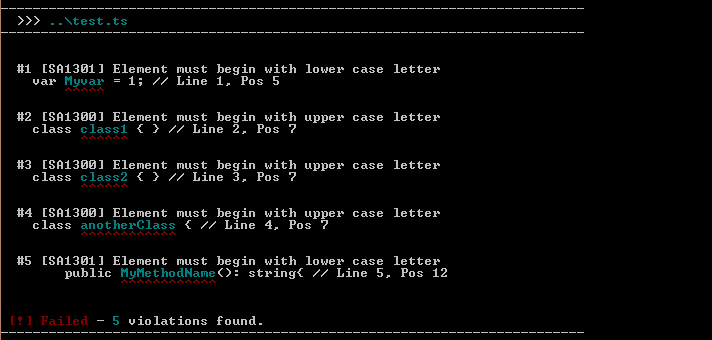 >>> ..\test.ts
#1 [SA1301] Element must begin with lower case letter
var Myvar = 1; // Line 1, Pos 5
#2 [SA1300] Element must begin with upper case letter
class class1 { } // Line 2, Pos 7
#3 [SA1300] Element must begin with upper case letter
class class2 { } // Line 3, Pos 7
#4 [SA1300] Element must begin with upper case letter
class anotherClass { // Line 4, Pos 7
#5 [SA1301] Element must begin with lower case letter
public MyMethodName(): string{ // Line 5, Pos 12
[!] Failed - 5 violations found.